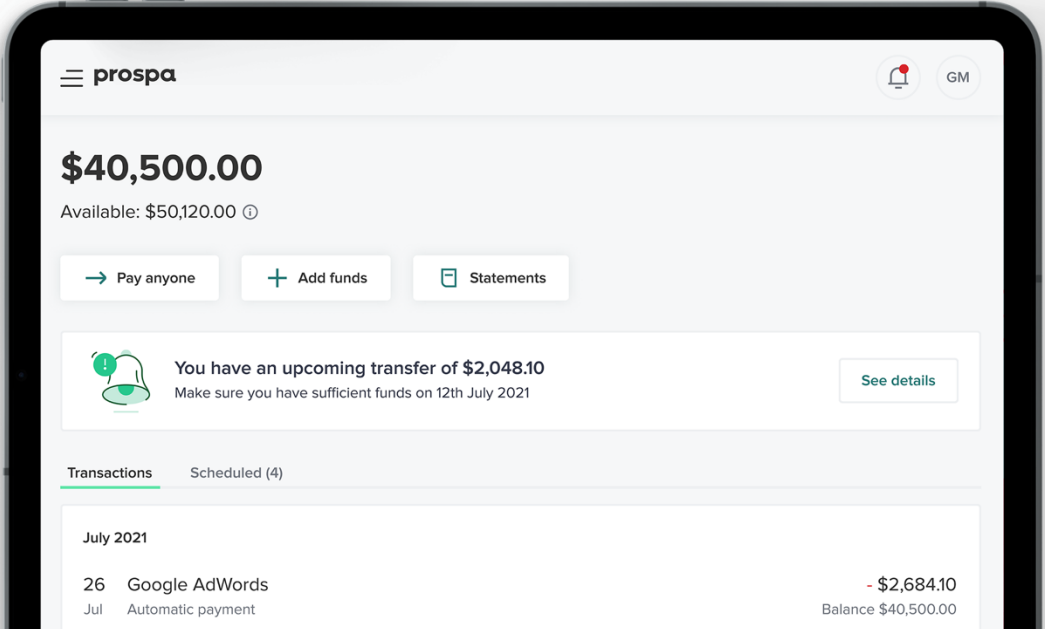 prospa
GM
$40,500.00
Available: $50,120.00
Pay anyone
Add funds
Statements
You have an upcoming transfer of $2,048.10
Make sure you have sufficient funds on 12th July 2021
See details
Transactions
Scheduled (4)
July 2021
26 Google AdWords - $2,684.10
Jul Automatic payment Balance $40,500.00